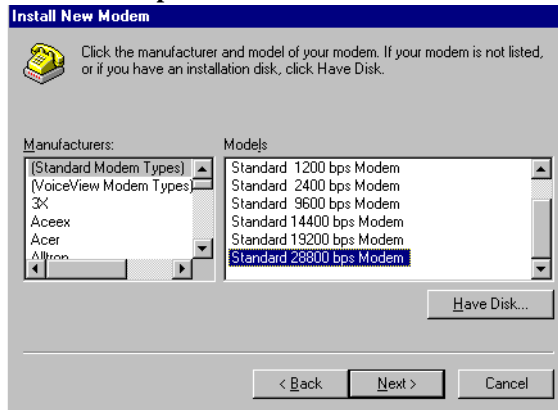 Install New Modem
Click the manufacturer and model of your modem. If your modem is not listed,
or if you have an installation disk, click Have Disk.
Manufacturers:
(Standard Modem Types)
(VoiceView Modem Types)
3X
Aceex
Acer
Alltron
Models
Standard 1200 bps Modem
Standard 2400 bps Modem
Standard 9600 bps Modem
Standard 14400 bps Modem
Standard 19200 bps Modem
Standard 28800 bps Modem
Have Disk...
< Back
Next >
Cancel